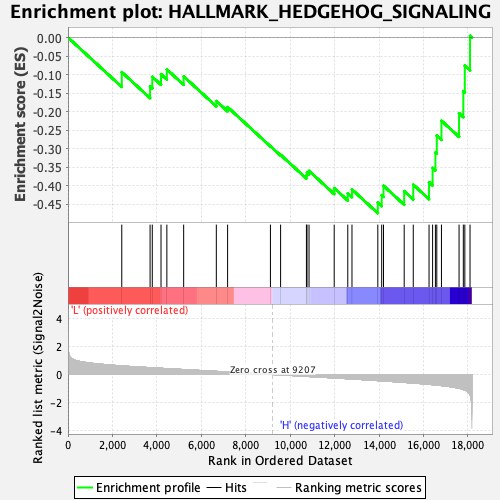 Enrichment plot: HALLMARK_HEDGEHOG_SIGNALING
Enrichment score (ES)
0.00
-0.05
-0.10
-0.15
-0.20
-0.25
-0.30
-0.35
-0.40
-0.45
'L' (positively correlated)
Ranked list metric (Signal2Noise)
4
2
0
-2
-4
Zero cross at 9207
'H' (negatively correlated)
0 2,000 4,000 6,000 8,000 10,000 12,000 14,000 16,000 18,000
Rank in Ordered Dataset
Enrichment profile Hits Ranking metric scores